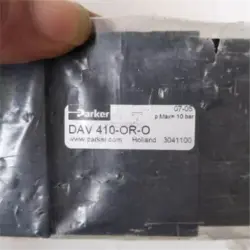 Parker
07-05
p Max= 10 bar
DAV 410-OR-O
www.parker.com Holland 3041100